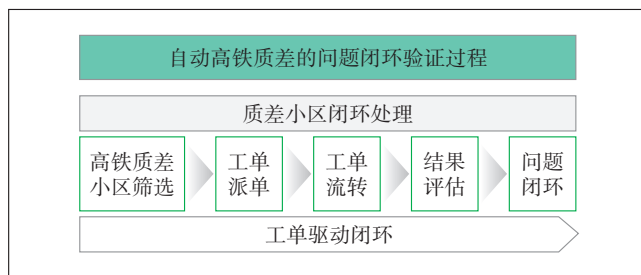 自动高铁质差的问题闭环验证过程
质差小区闭环处理
高铁质差
小区筛选
工单
派单
工单
流转
结果
评估
问题
闭环
工单驱动闭环